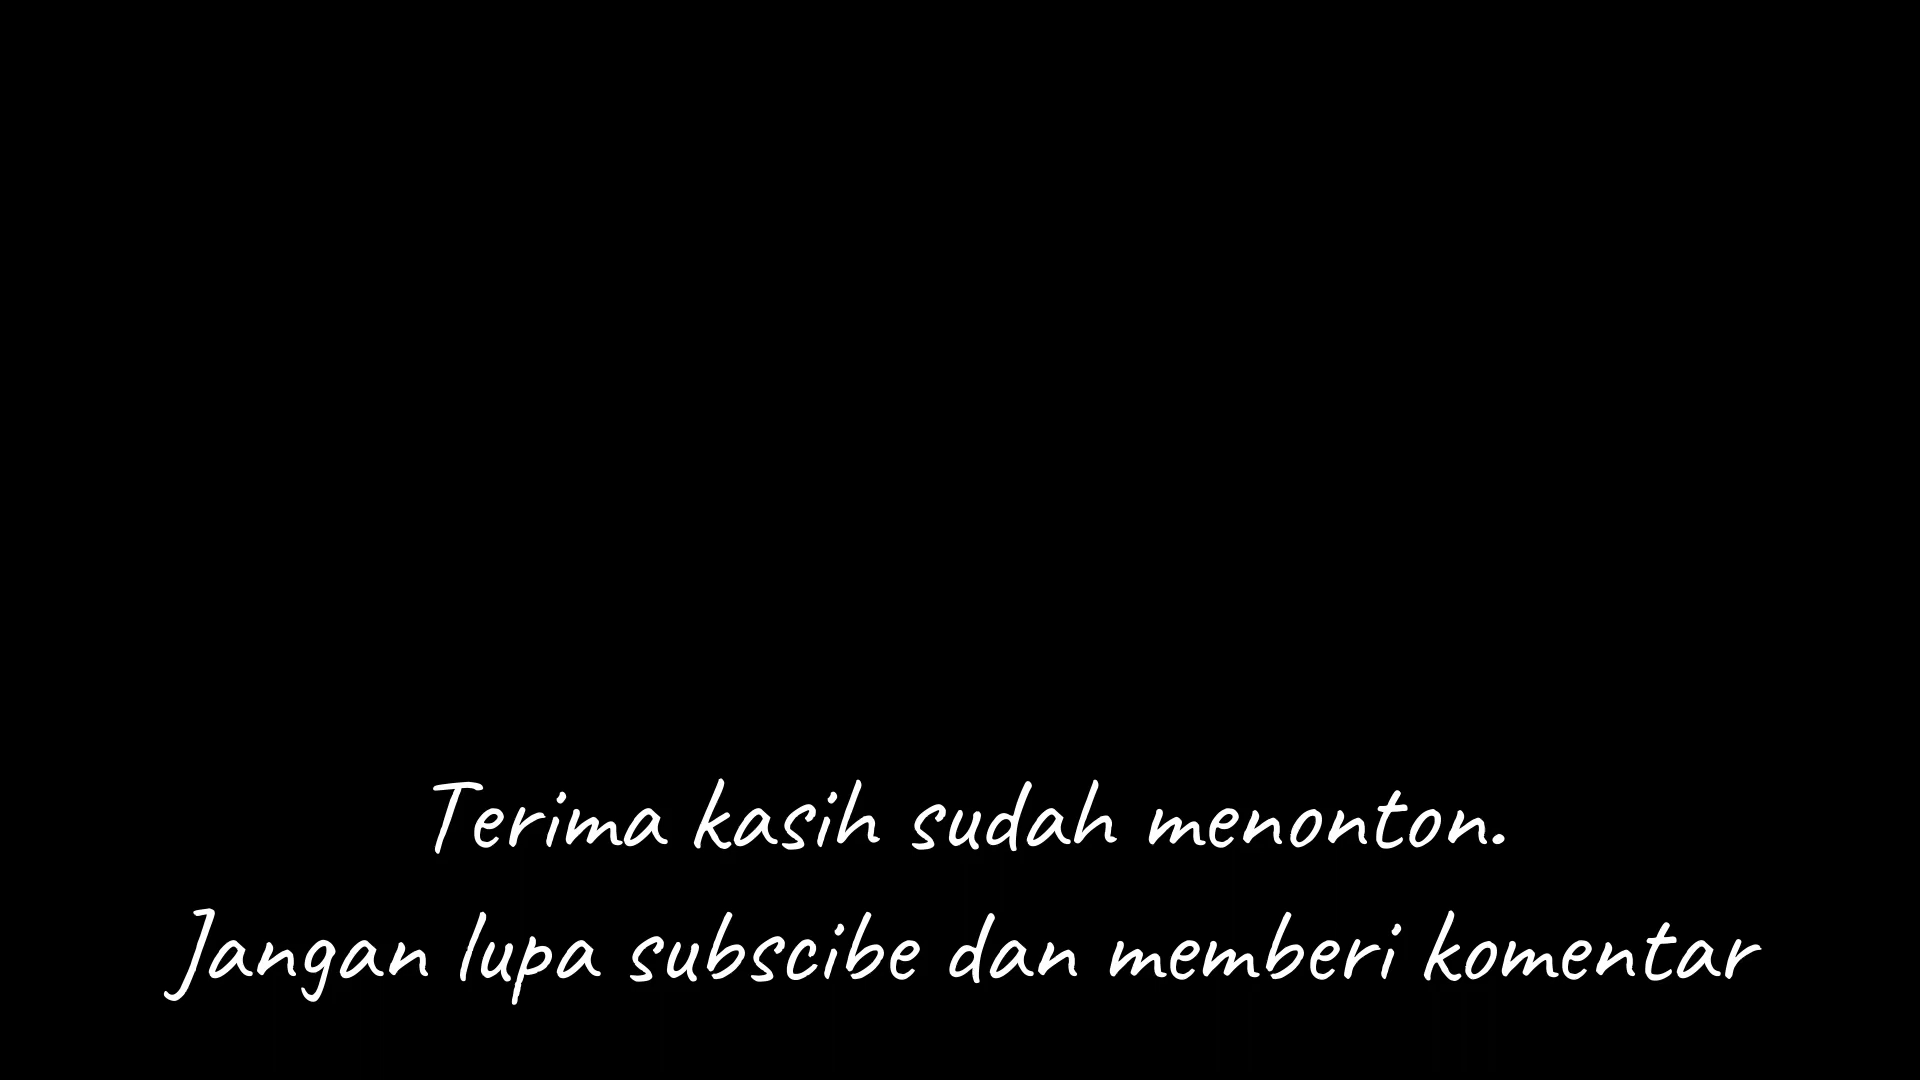 Terima kasih sudah menonton.
Jangan lupa subscibe dan memberi komentar